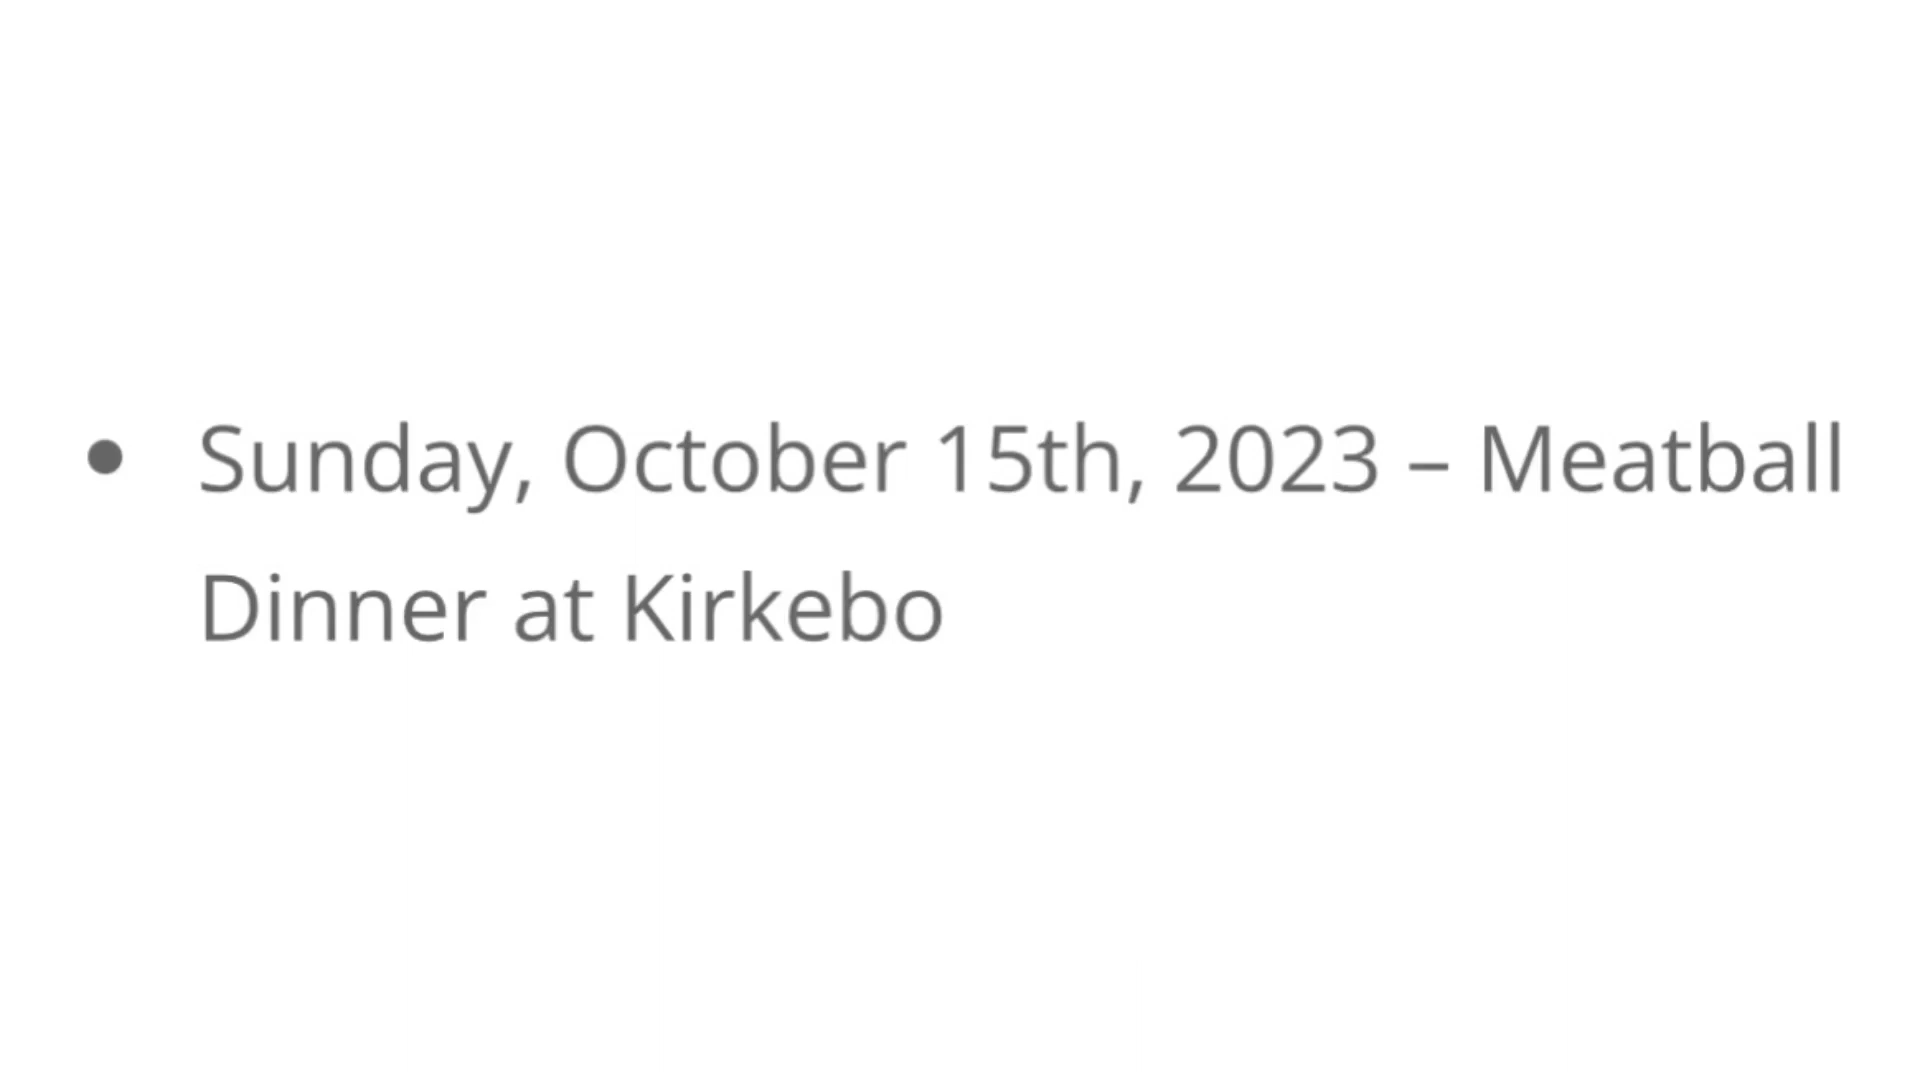 • Sunday, October 15th, 2023 – Meatball
Dinner at Kirkebo